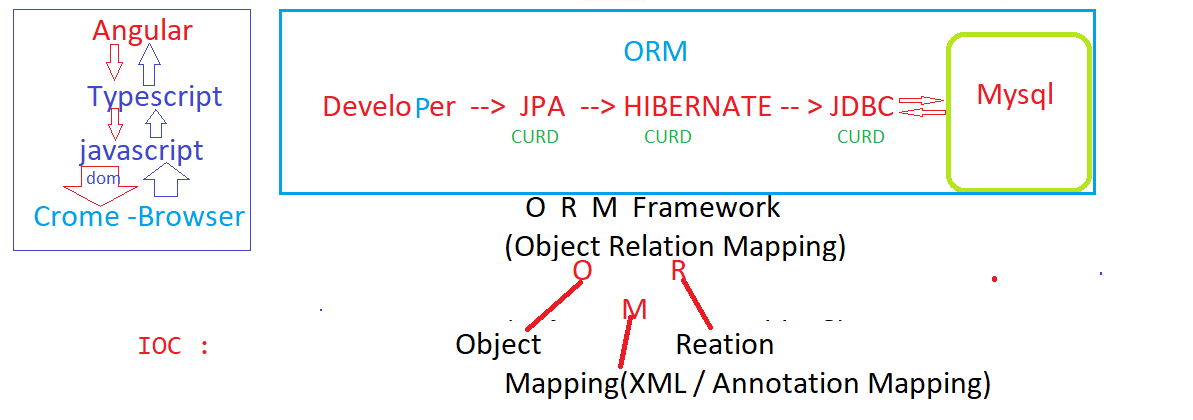 Angular
Typescript
javascript
dom
Crome -Browser
ORM
DeveloPer --> JPA --> HIBERNATE -- > JDBC
CURD CURD CURD
Mysql
O R M Framework
(Object Relation Mapping)
O R
M
IOC :
Object Reation
Mapping(XML / Annotation Mapping)